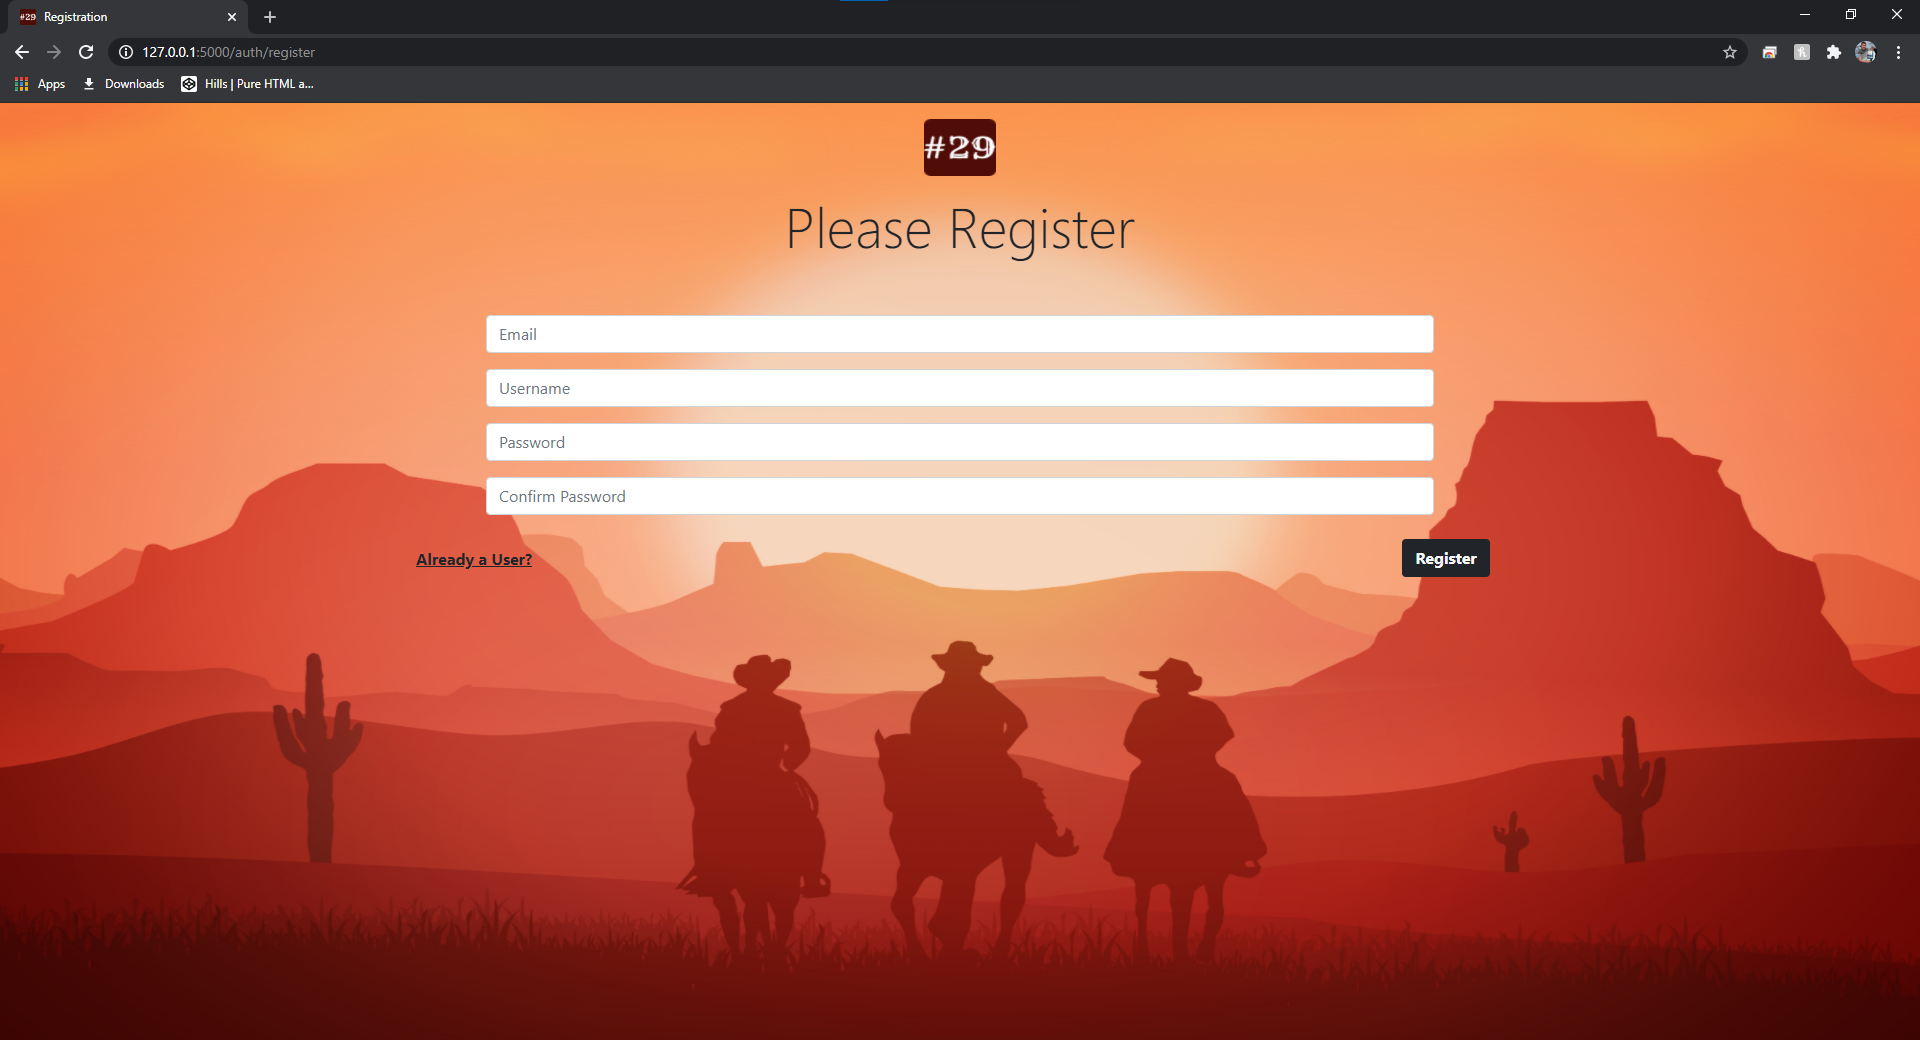 #29 Registration
127.0.0.1:5000/auth/register
Apps Downloads Hills | Pure HTML a...
#29
Please Register
Email
Username
Password
Confirm Password
Already a User? Register